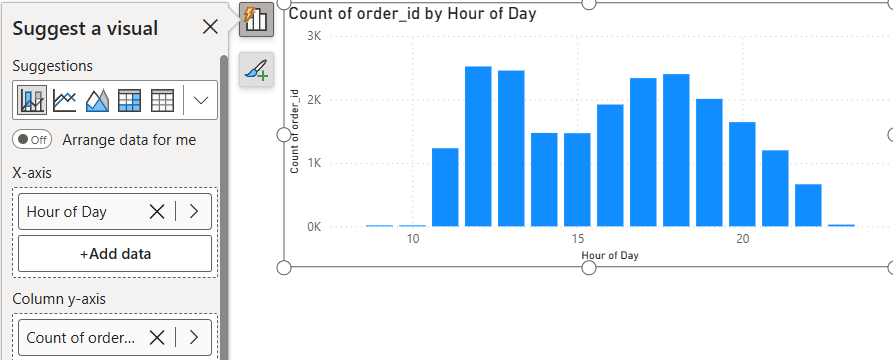 Suggest a visual
Suggestions
Off
Arrange data for me
X-axis
Hour of Day
+Add data
Column y-axis
Count of order...
Count of order_id by Hour of Day
3K
2K
1K
0K
Count of order_id
10
15
20
Hour of Day